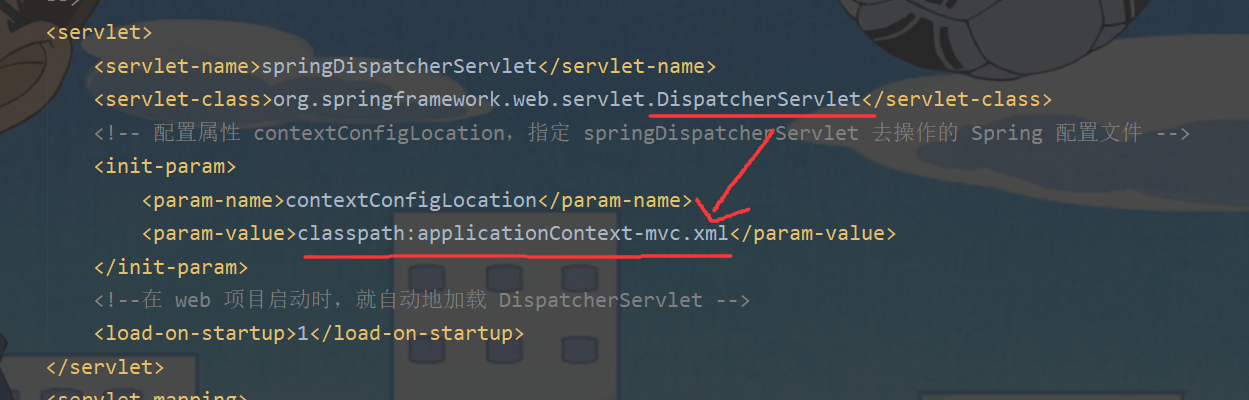 -->
<servlet>
<servlet-name>springDispatcherServlet</servlet-name>
<servlet-class>org.springframework.web.servlet.DispatcherServlet</servlet-class>
<!-- 配置属性 contextConfigLocation，指定 springDispatcherServlet 去操作的 Spring 配置文件 -->
<init-param>
<param-name>contextConfigLocation</param-name>
<param-value>classpath:applicationContext-mvc.xml</param-value>
</init-param>
<!--在 web 项目启动时，就自动地加载 DispatcherServlet -->
<load-on-startup>1</load-on-startup>
</servlet>
<servlet-mapping>